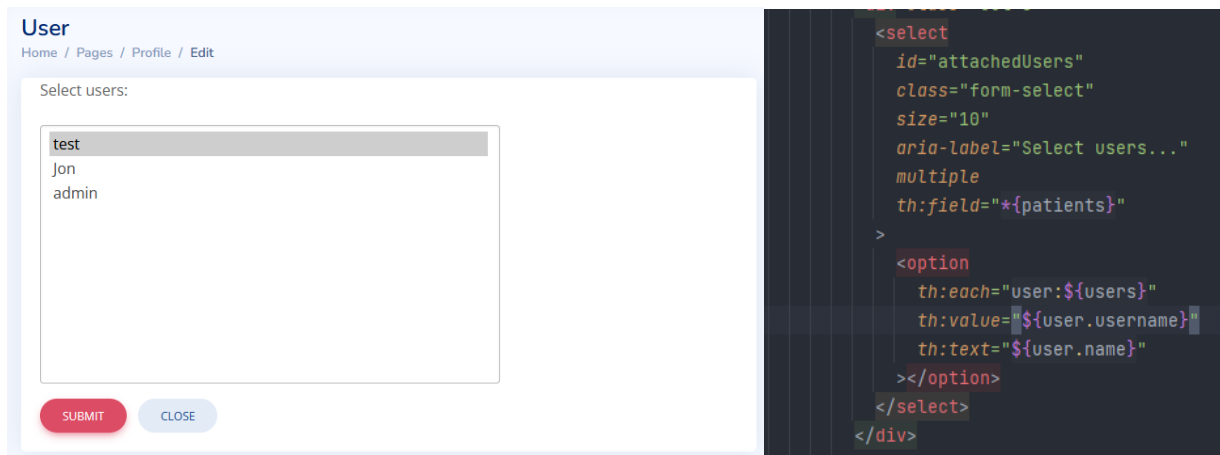 User
Home / Pages / Profile / Edit
Select users:
test
Jon
admin
SUBMIT
CLOSE
<select
id="attachedUsers"
class="form-select"
size="10"
aria-label="Select users..."
multiple
th:field="*{patients}"
>
<option
th:each="user:${users}"
th:value="${user.username}"
th:text="${user.name}"
></option>
</select>
</div>